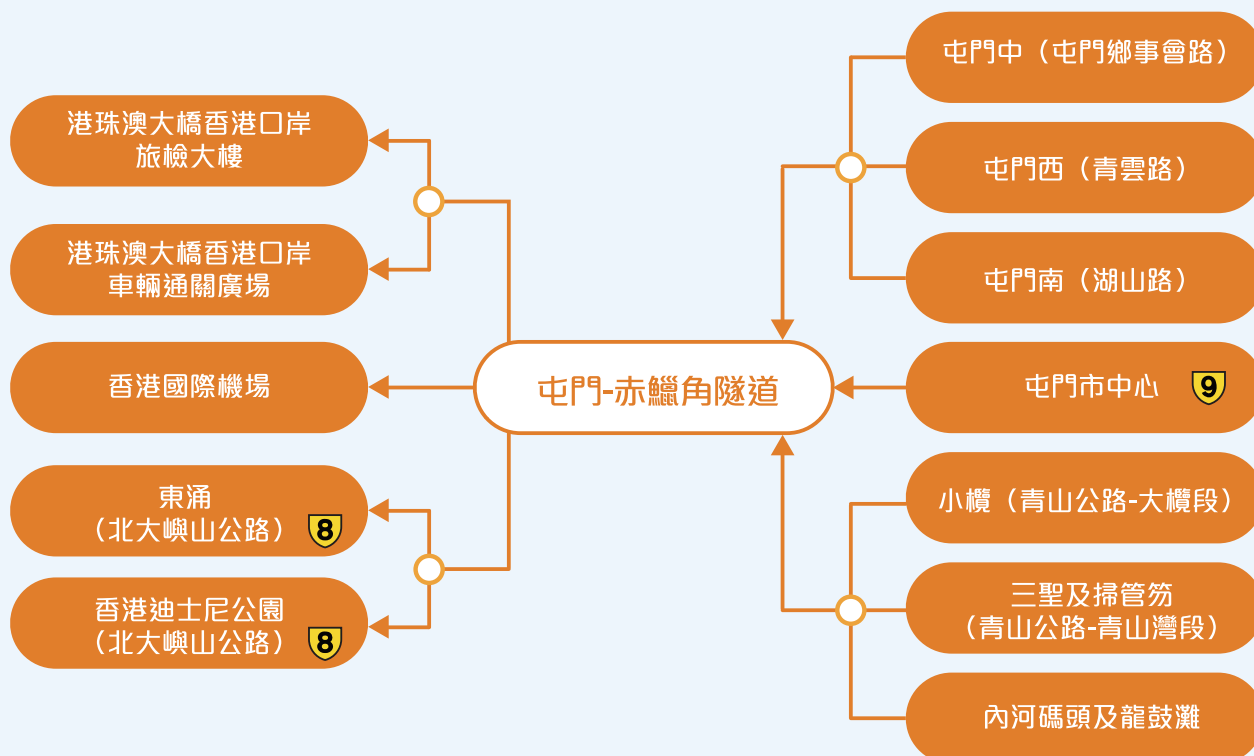 港珠澳大橋香港口岸
旅檢大樓
港珠澳大橋香港口岸
車輛通關廣場
香港國際機場
東涌
（北大嶼山公路）
8
香港迪士尼公園
（北大嶼山公路）
8
屯門-赤鱲角隧道
屯門中（屯門鄉事會路）
屯門西（青雲路）
屯門南（湖山路）
屯門市中心
9
小欖（青山公路-大欖段）
三聖及掃管笏
（青山公路-青山灣段）
內河碼頭及龍鼓灘